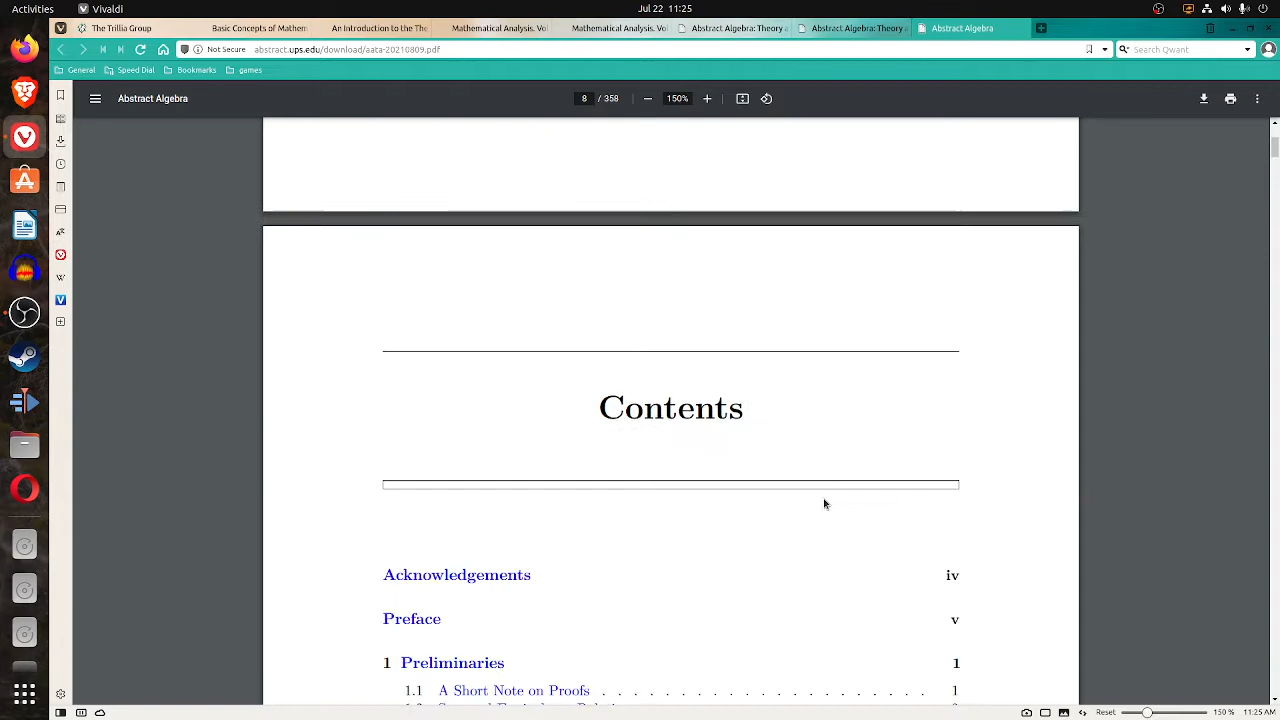 Activities Vivaldi Jul 22 11:25
The Trillia Group Basic Concepts of Mathem An Introduction to the The Mathematical Analysis. Vol Mathematical Analysis. Vol Abstract Algebra: Theory a Abstract Algebra: Theory a Abstract Algebra
Not Secure abstract.ups.edu/download/aata-20210809.pdf Search Qwant
General Speed Dial Bookmarks games
Abstract Algebra 8 / 358 150%
Contents
Acknowledgements iv
Preface v
1 Preliminaries 1
1.1 A Short Note on Proofs . . . . . . . . . . . . . . . . 1
Reset 150 % 11:25 AM